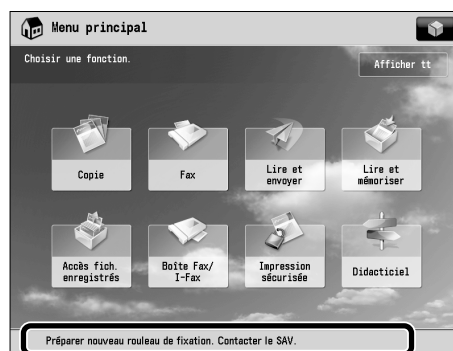 Menu principal
Choisir une fonction.
Afficher tt
Copie
Fax
Lire et
envoyer
Lire et
mémoriser
Accès fich.
enregistrés
Boîte Fax/
I-Fax
Impression
sécurisée
Didacticiel
Préparer nouveau rouleau de fixation. Contacter le SAV.